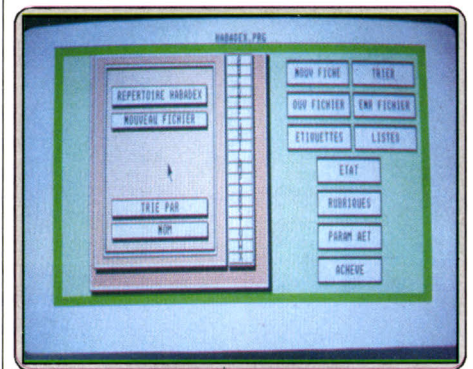 HABADEX.PRG
REPERTOIRE HABADEX
NOUVEAU FICHIER
TRIE PAR
NOM
NOUV FICHE
TRIER
OUV FICHIER
ENR FICHIER
ETIQUETTES
LISTES
ETAT
RUBRIQUES
PARAM AET
ACHEVE